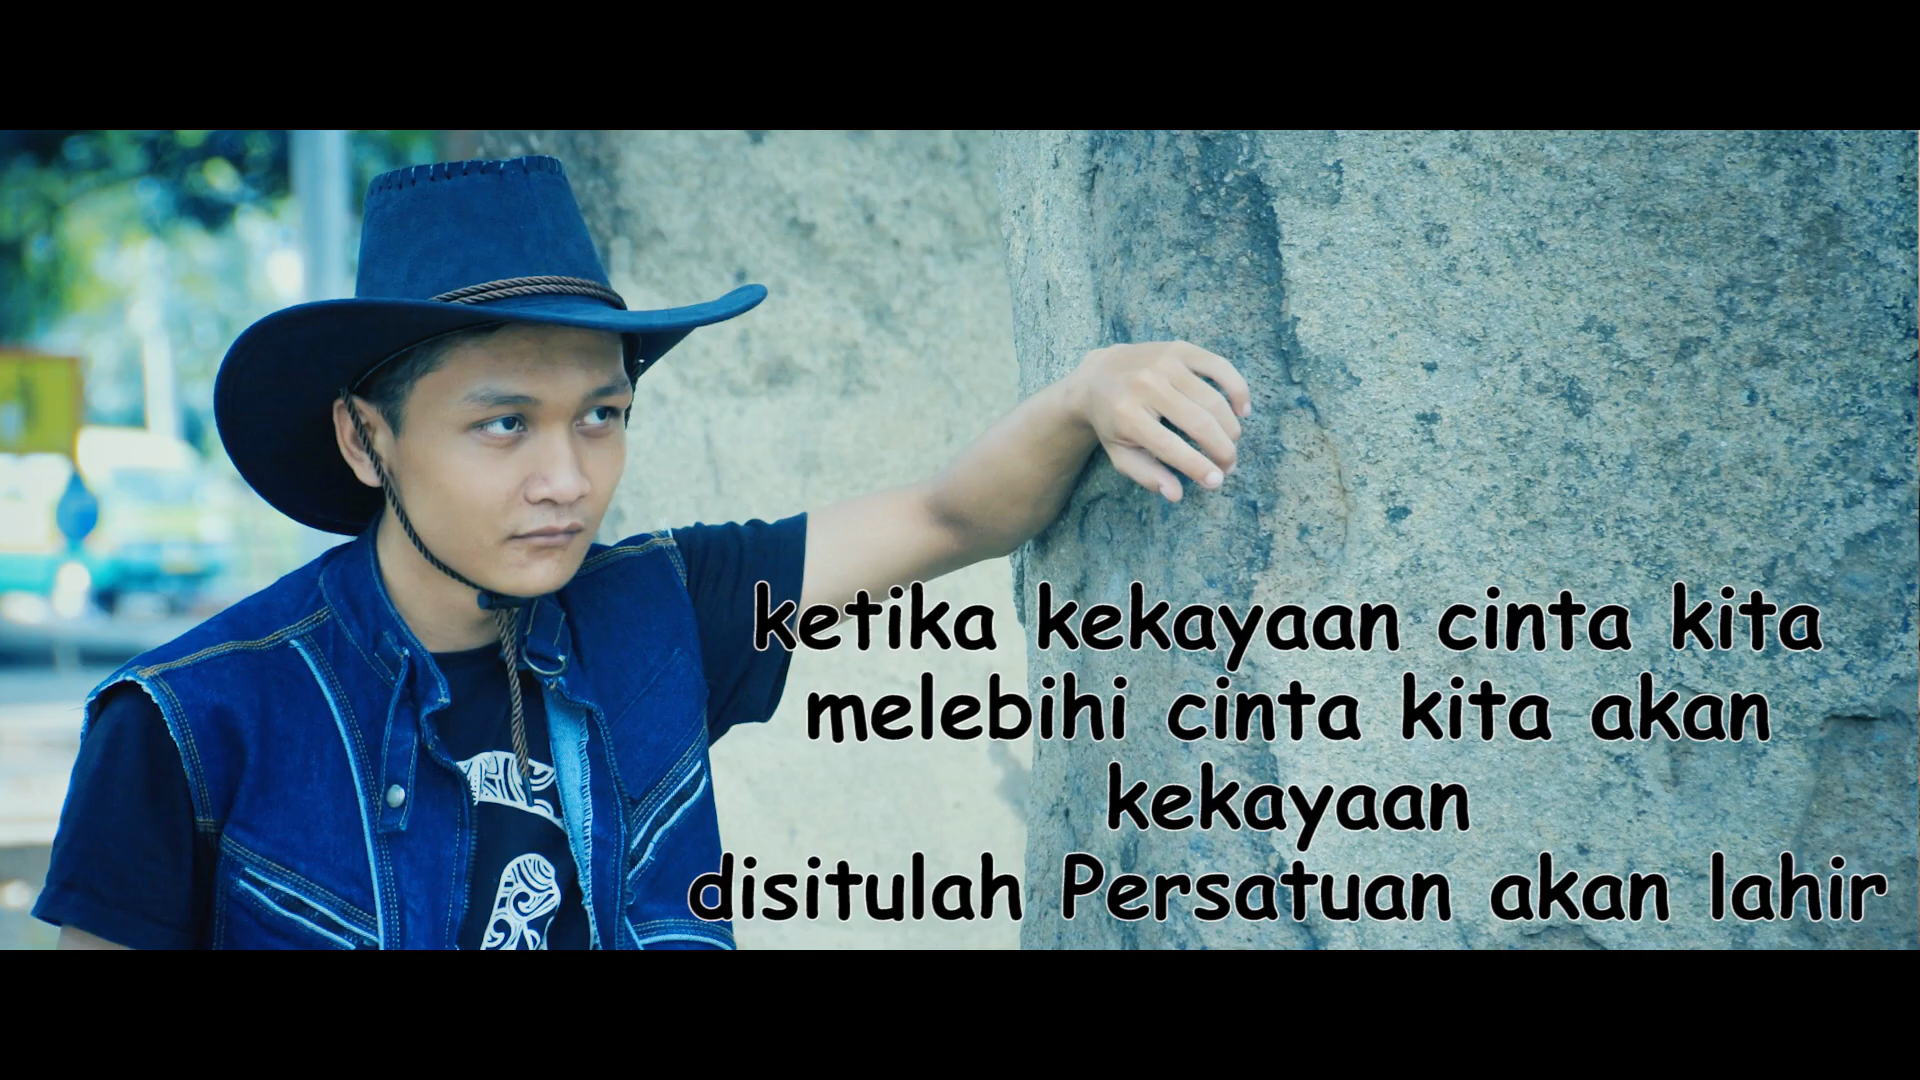 ketika kekayaan cinta kita
melebihi cinta kita akan
kekayaan
disitulah Persatuan akan lahir